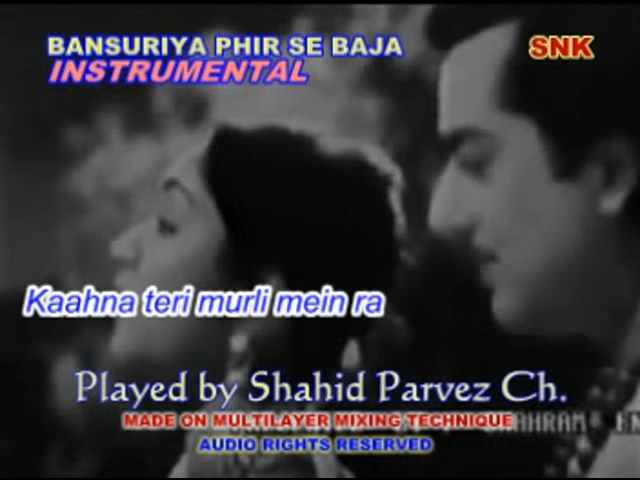 BANSURIYA PHIR SE BAJA
SNK
INSTRUMENTAL
Kaahna teri murli mein ra
Played by Shahid Parvez Ch.
MADE ON MULTILAYER MIXING TECHNIQUE
AUDIO RIGHTS RESERVED